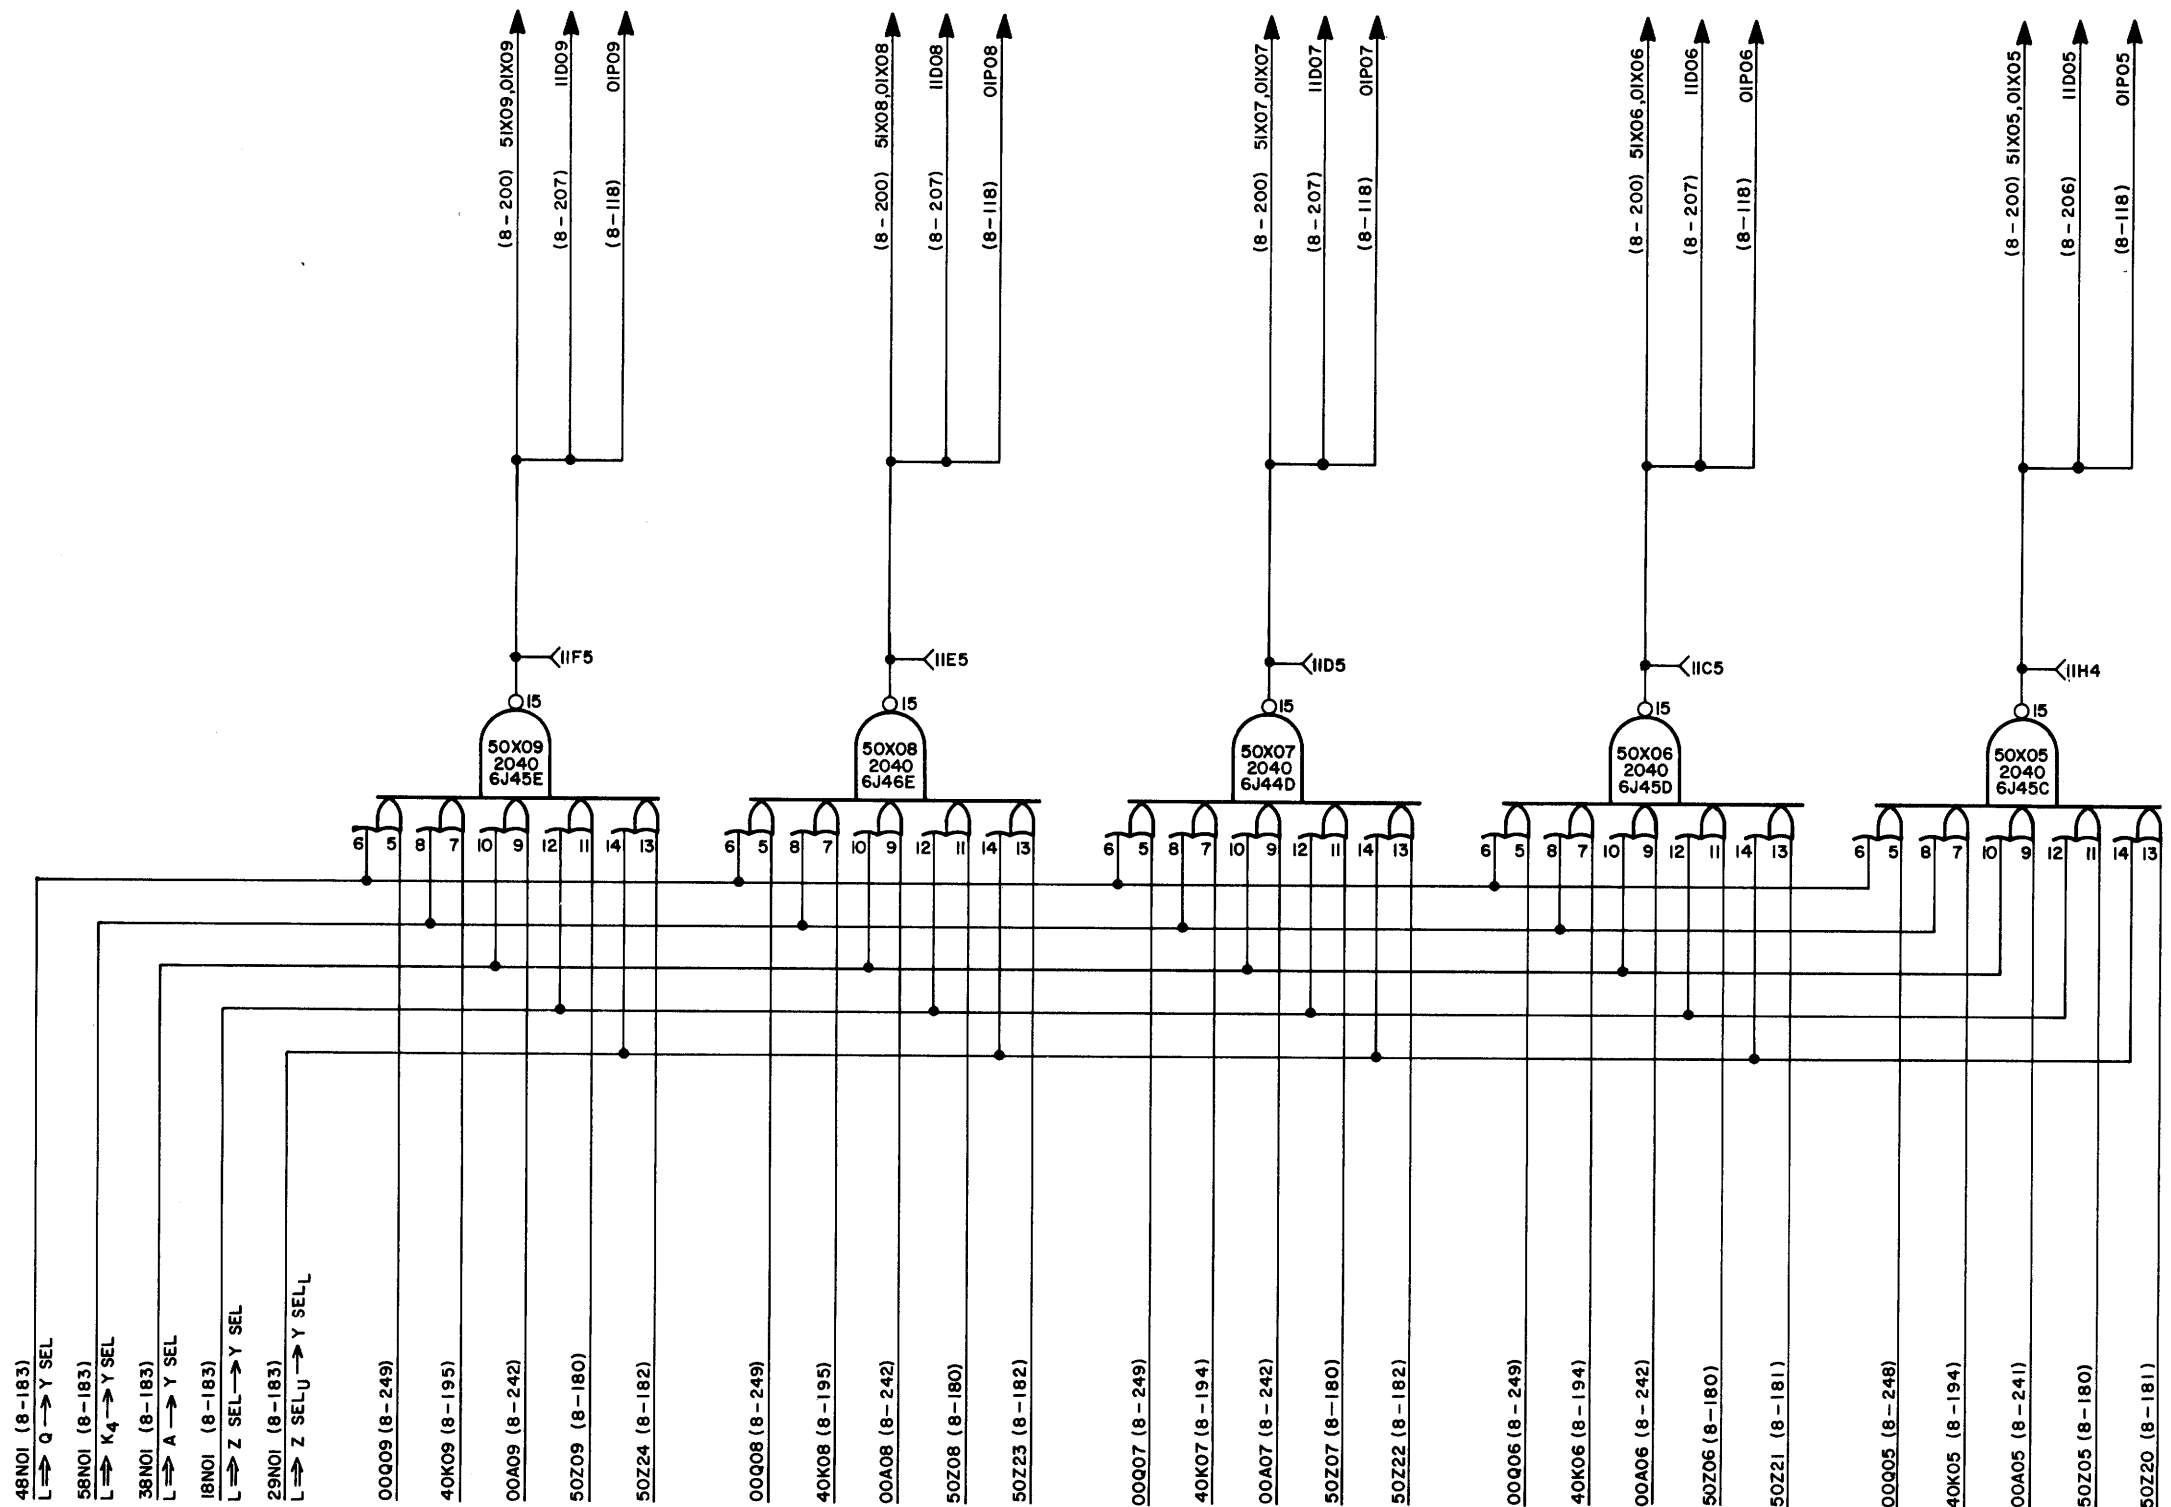 (8-200) 51X09,01X09
(8-207) 11D09
(8-118) 01P09
(8-200) 51X08,01X08
(8-207) 11D08
(8-118) 01P08
(8-200) 51X07,01X07
(8-207) 11D07
(8-118) 01P07
(8-200) 51X06,01X06
(8-207) 11D06
(8-118) 01P06
(8-200) 51X05,01X05
(8-206) 11D05
(8-118) 01P05
11F5
11E5
11D5
11C5
11H4
15
15
15
15
15
50X09
2040
6J45E
50X08
2040
6J46E
50X07
2040
6J44D
50X06
2040
6J45D
50X05
2040
6J45C
6 5 8 7 10 9 12 11 14 13
6 5 8 7 10 9 12 11 14 13
6 5 8 7 10 9 12 11 14 13
6 5 8 7 10 9 12 11 14 13
6 5 8 7 10 9 12 11 14 13
48N01 (8-183)
L⇒ Q→Y SEL
58N01 (8-183)
L⇒ K4→Y SEL
38N01 (8-183)
L⇒ A→Y SEL
18N01 (8-183)
L⇒ Z SEL→Y SEL
29N01 (8-183)
L⇒ Z SELU→Y SELL
00Q09 (8-249)
40K09 (8-195)
00A09 (8-242)
50Z09 (8-180)
50Z24 (8-182)
00Q08 (8-249)
40K08 (8-195)
00A08 (8-242)
50Z08 (8-180)
50Z23 (8-182)
00Q07 (8-249)
40K07 (8-194)
00A07 (8-242)
50Z07 (8-180)
50Z22 (8-182)
00Q06 (8-249)
40K06 (8-194)
00A06 (8-242)
50Z06 (8-180)
50Z21 (8-181)
00Q05 (8-248)
40K05 (8-194)
00A05 (8-241)
50Z05 (8-180)
50Z20 (8-181)